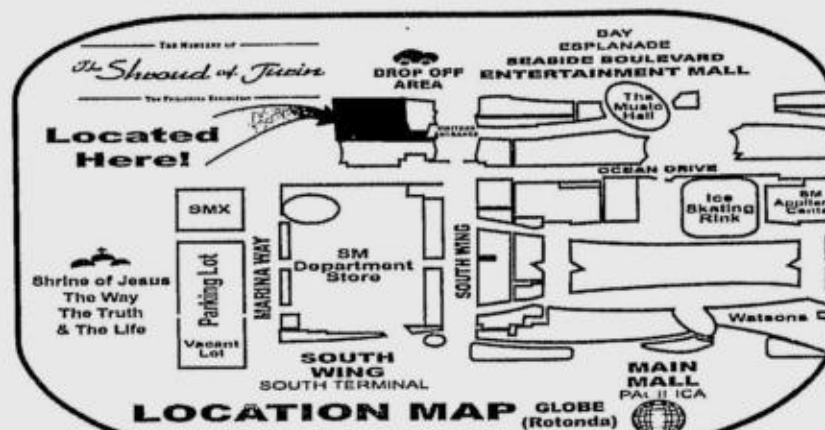 THE MYSTERY OF
The Shroud of Turin
THE PHILIPPINE EXHIBITION
Located
Here!
DROP OFF
AREA
BAY
ESPLANADE
SEASIDE BOULEVARD
ENTERTAINMENT MALL
The
Music
Hall
ENTRANCE
OCEAN DRIVE
SMX
Parking Lot
Vacant
Lot
MARINA WAY
SM
Department
Store
SOUTH WING
Ice
Skating
Rink
SM
Watsons
Shrine of Jesus
The Way
The Truth
& The Life
SOUTH
WING
SOUTH TERMINAL
MAIN
MALL
LOCATION MAP
GLOBE
(Rotonda)